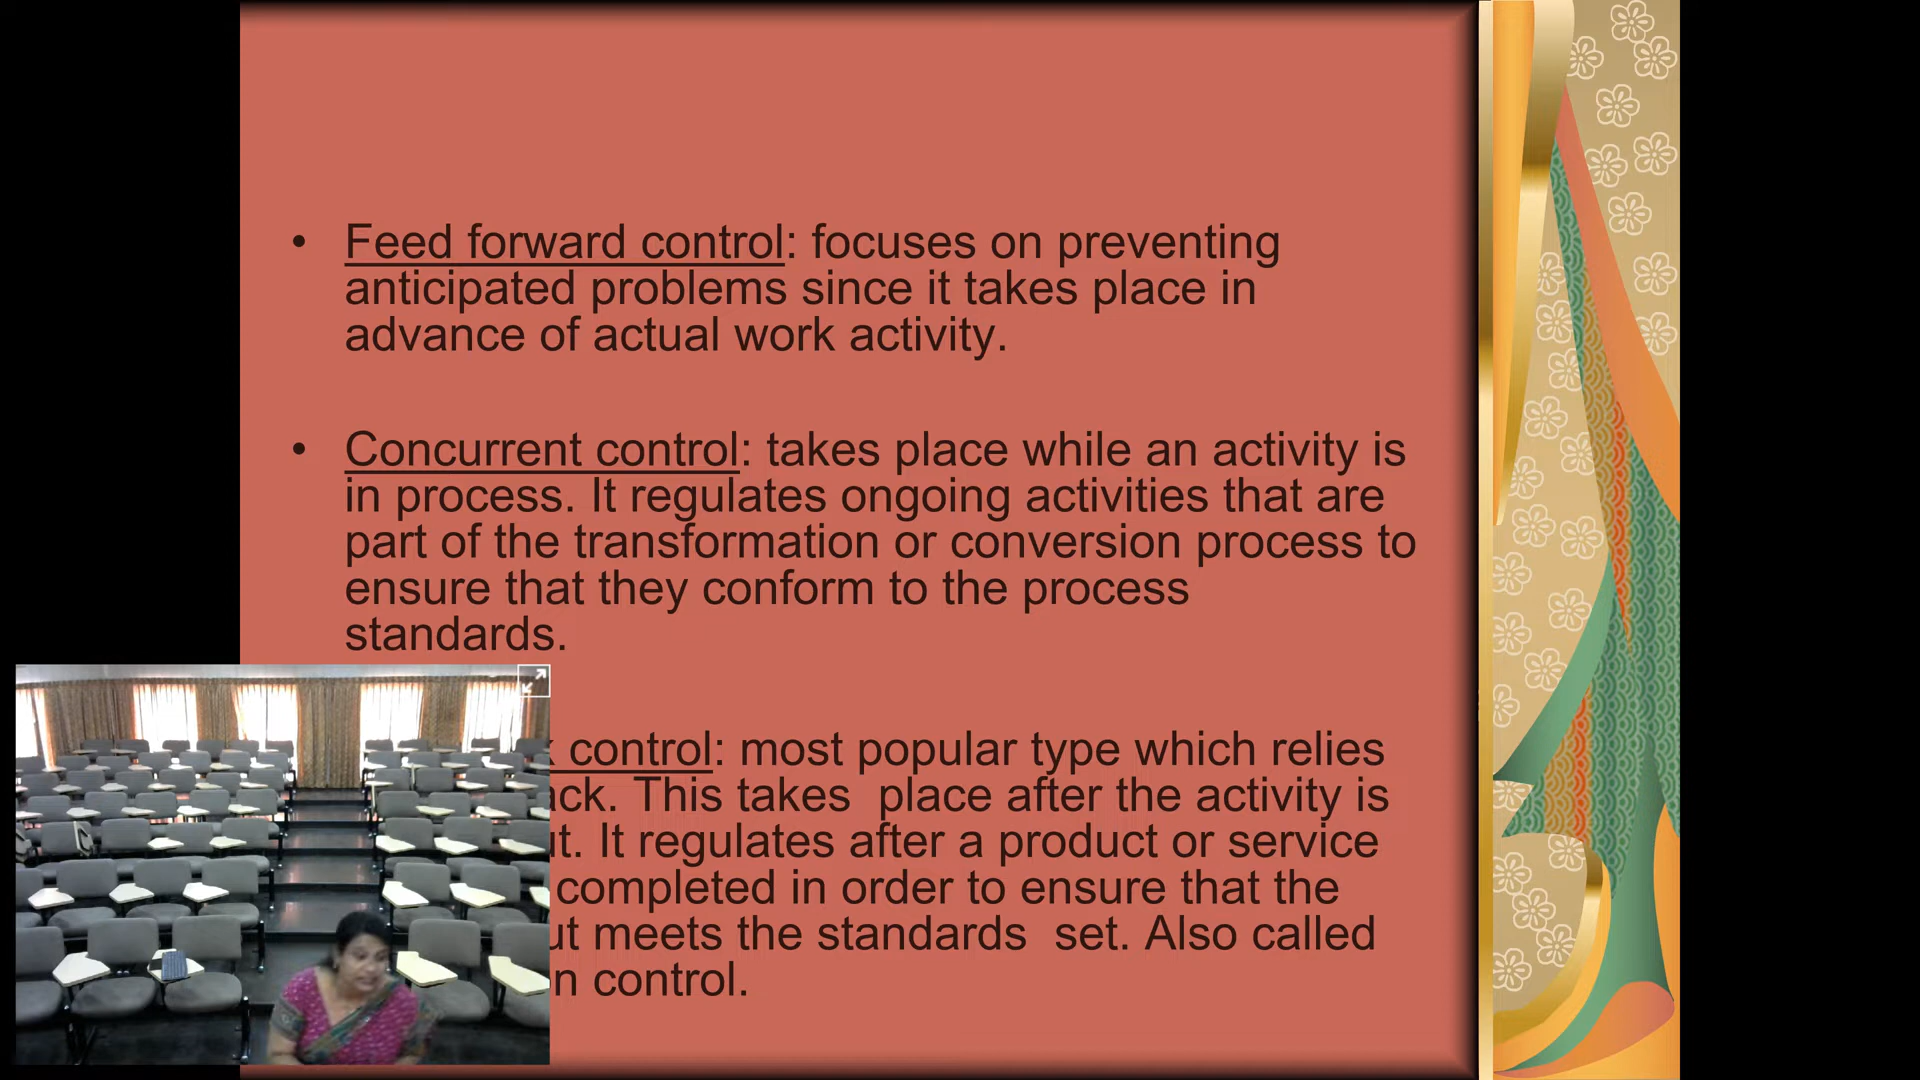 • Feed forward control: focuses on preventing
anticipated problems since it takes place in
advance of actual work activity.
• Concurrent control: takes place while an activity is
in process. It regulates ongoing activities that are
part of the transformation or conversion process to
ensure that they conform to the process
standards.
control: most popular type which relies
This takes place after the activity is
It regulates after a product or service
completed in order to ensure that the
meets the standards set. Also called
control.